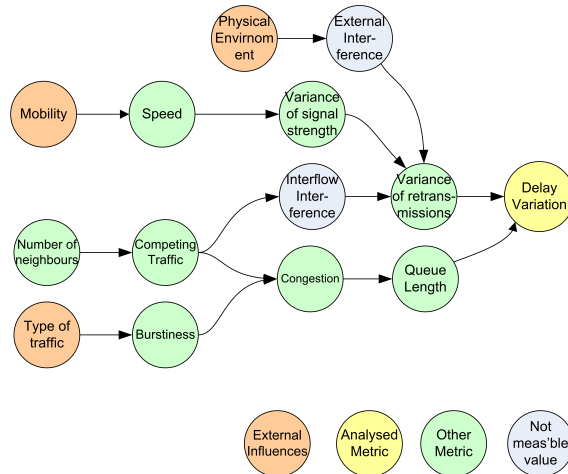 Physical
Envirnom
ent
External
Inter-
ference
Mobility
Speed
Variance
of signal
strength
Interflow
Inter-
ference
Variance
of retrans-
missions
Delay
Variation
Number of
neighbours
Competing
Traffic
Congestion
Queue
Length
Type of
traffic
Burstiness
External
Influences
Analysed
Metric
Other
Metric
Not
meas'ble
value